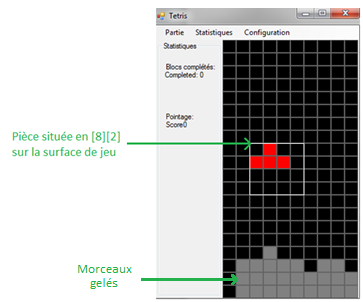 Tetris
Partie Statistiques Configuration
Statistiques
Blocs complétés:
Completed: 0
Pointage:
Score0
Pièce située en [8][2]
sur la surface de jeu
Morceaux
gelés